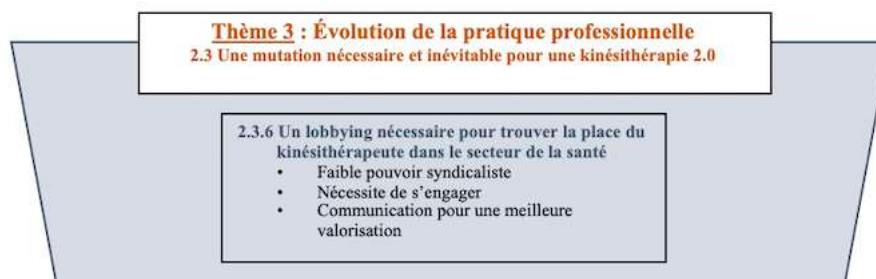 Thème 3 : Évolution de la pratique professionnelle
2.3 Une mutation nécessaire et inévitable pour une kinésithérapie 2.0
2.3.6 Un lobbying nécessaire pour trouver la place du
kinésithérapeute dans le secteur de la santé
• Faible pouvoir syndicaliste
• Nécessite de s’engager
• Communication pour une meilleure
valorisation